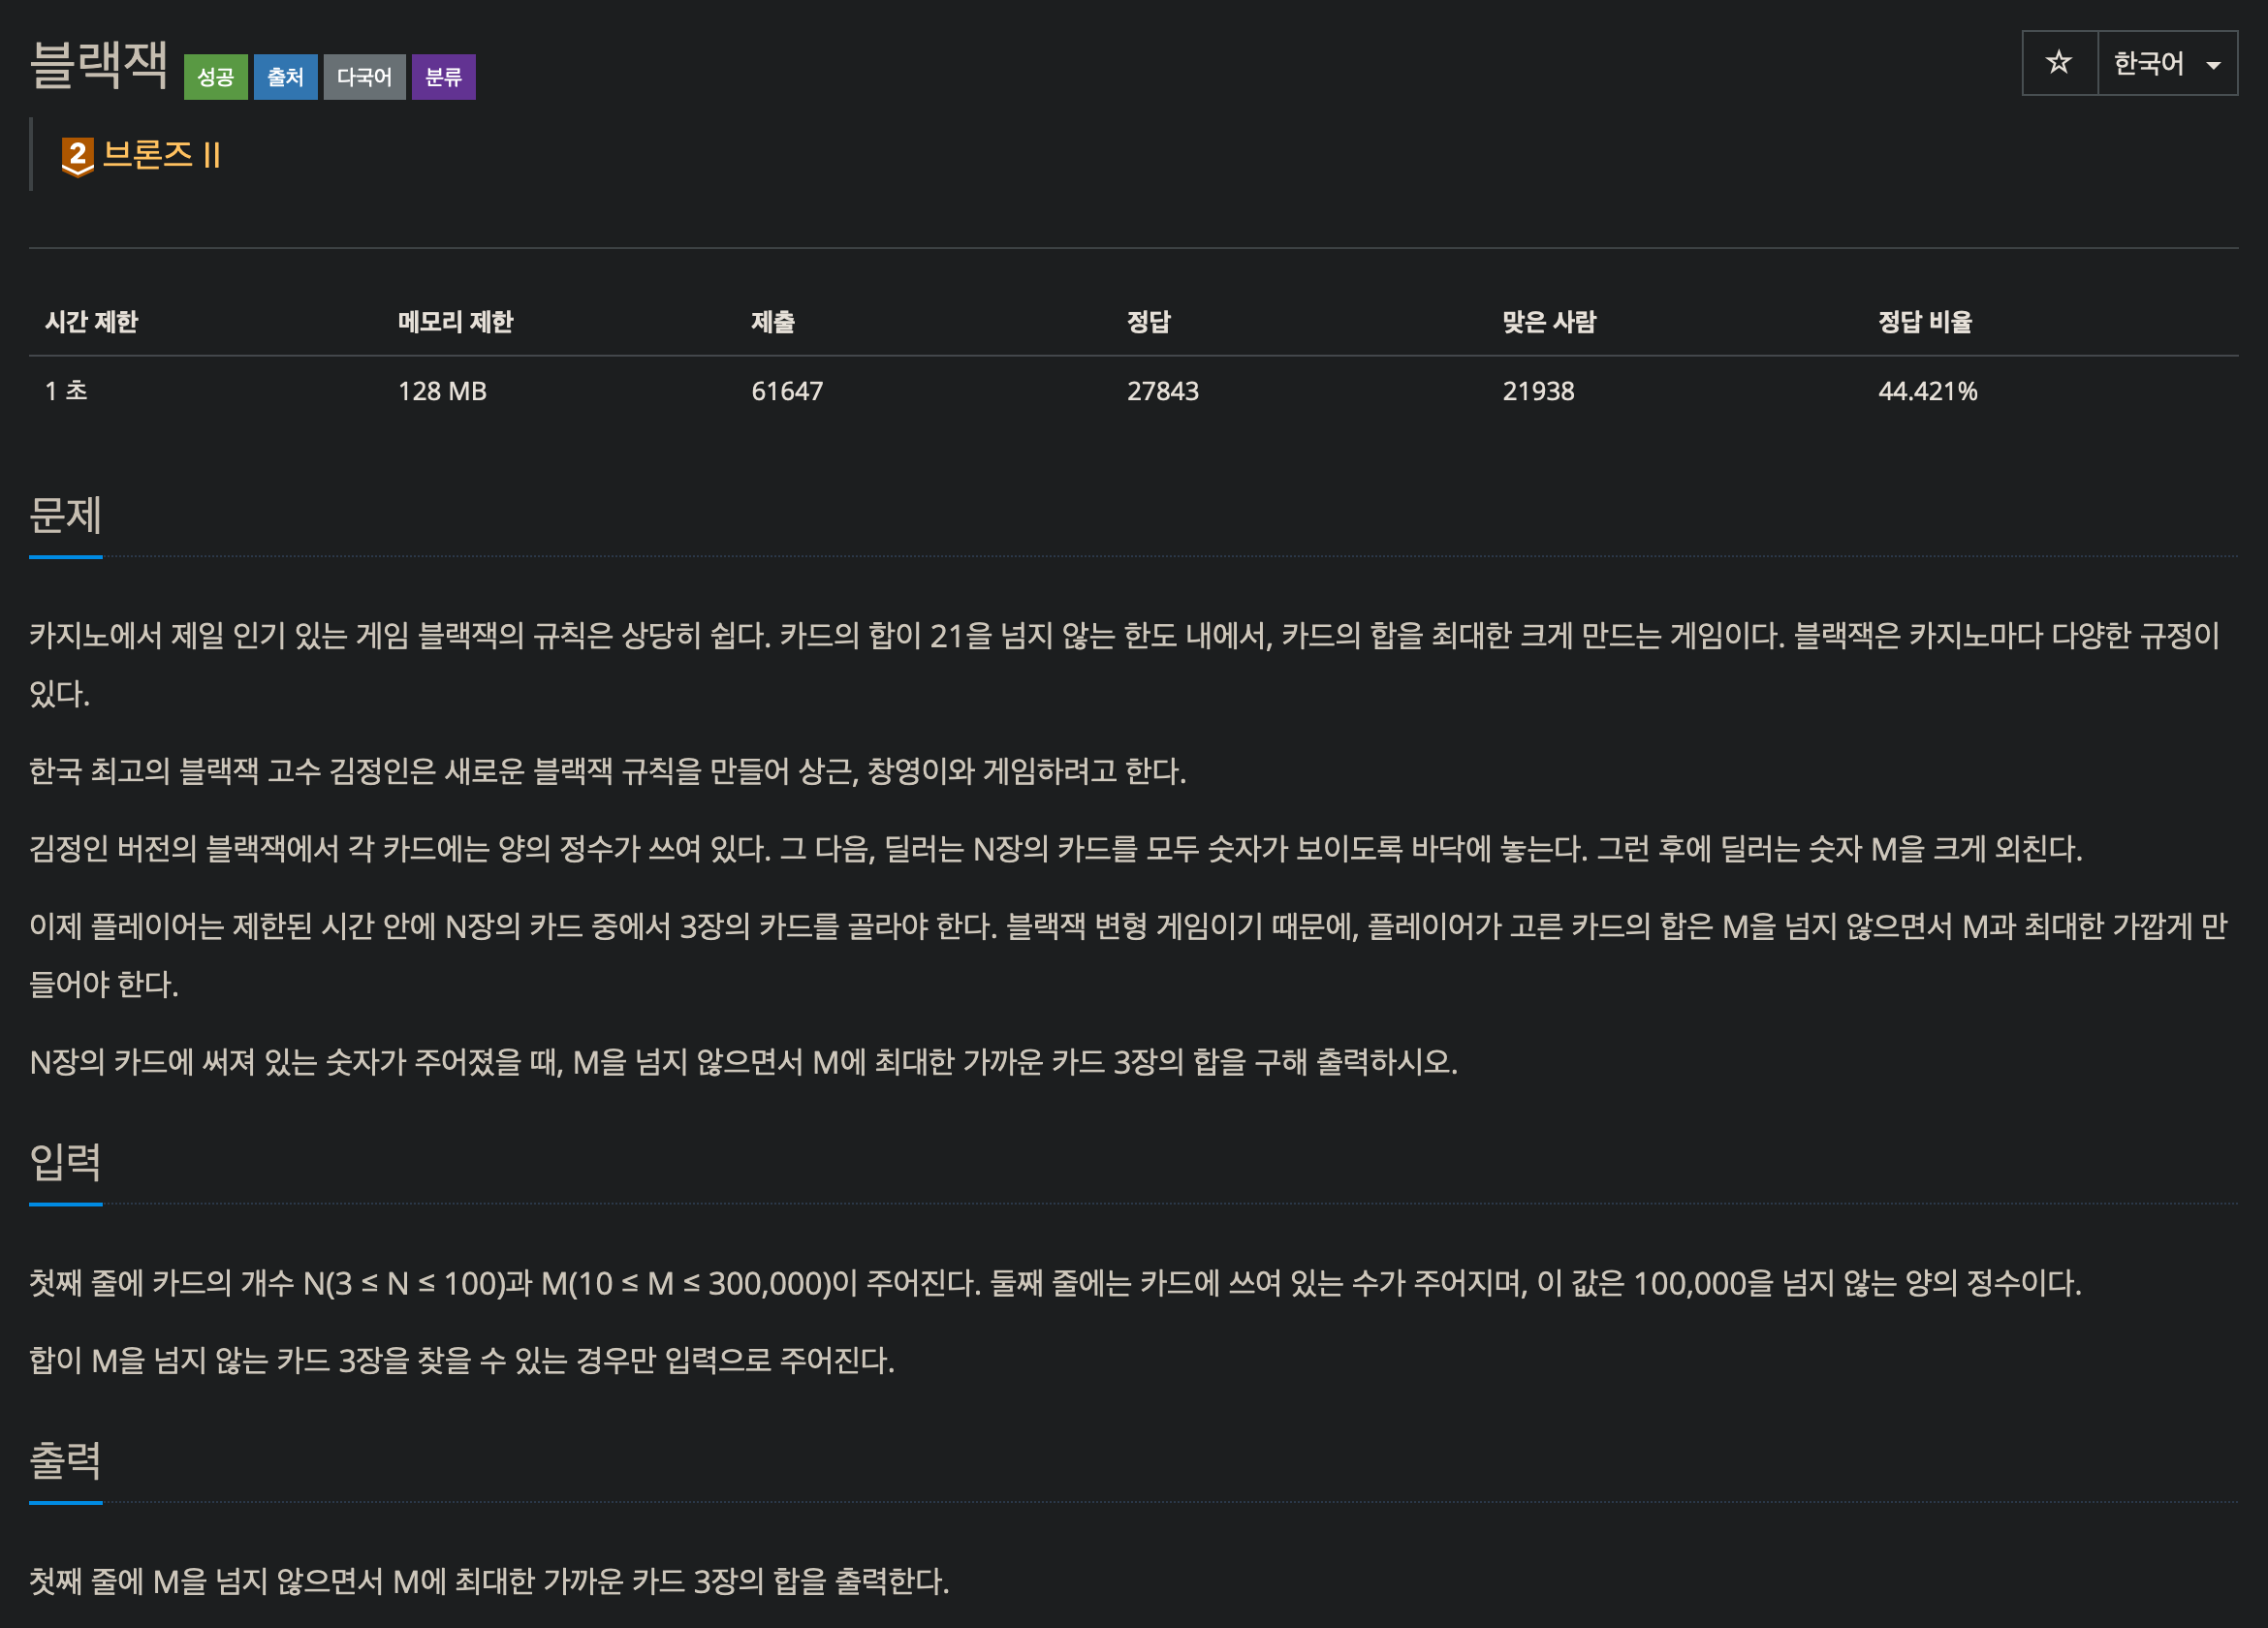 블랙잭 성공 출처 다국어 분류
☆ 한국어
2 브론즈 II
시간 제한 메모리 제한 제출 정답 맞은 사람 정답 비율
1 초 128 MB 61647 27843 21938 44.421%
문제
카지노에서 제일 인기 있는 게임 블랙잭의 규칙은 상당히 쉽다. 카드의 합이 21을 넘지 않는 한도 내에서, 카드의 합을 최대한 크게 만드는 게임이다. 블랙잭은 카지노마다 다양한 규정이
있다.
한국 최고의 블랙잭 고수 김정인은 새로운 블랙잭 규칙을 만들어 상근, 창영이와 게임하려고 한다.
김정인 버전의 블랙잭에서 각 카드에는 양의 정수가 쓰여 있다. 그 다음, 딜러는 N장의 카드를 모두 숫자가 보이도록 바닥에 놓는다. 그런 후에 딜러는 숫자 M을 크게 외친다.
이제 플레이어는 제한된 시간 안에 N장의 카드 중에서 3장의 카드를 골라야 한다. 블랙잭 변형 게임이기 때문에, 플레이어가 고른 카드의 합은 M을 넘지 않으면서 M과 최대한 가깝게 만
들어야 한다.
N장의 카드에 써져 있는 숫자가 주어졌을 때, M을 넘지 않으면서 M에 최대한 가까운 카드 3장의 합을 구해 출력하시오.
입력
첫째 줄에 카드의 개수 N(3 ≤ N ≤ 100)과 M(10 ≤ M ≤ 300,000)이 주어진다. 둘째 줄에는 카드에 쓰여 있는 수가 주어지며, 이 값은 100,000을 넘지 않는 양의 정수이다.
합이 M을 넘지 않는 카드 3장을 찾을 수 있는 경우만 입력으로 주어진다.
출력
첫째 줄에 M을 넘지 않으면서 M에 최대한 가까운 카드 3장의 합을 출력한다.